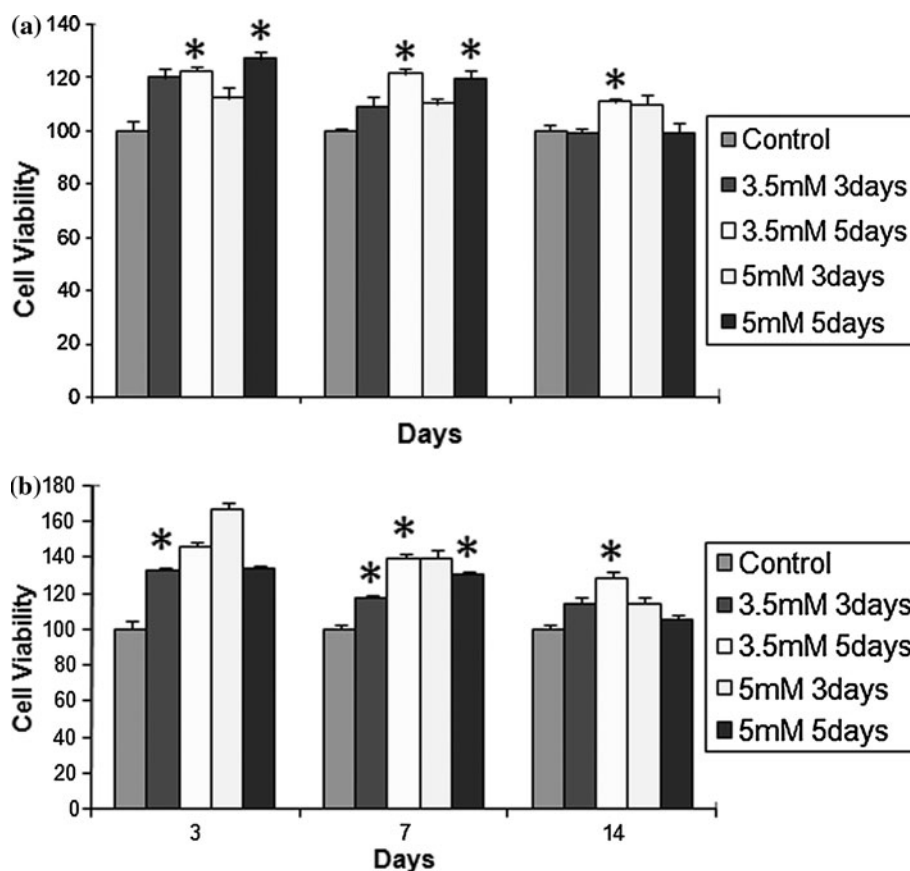 (a)
140
120
100
80
60
40
20
0
Cell Viability
* * * * *
Days
Control
3.5mM 3days
3.5mM 5days
5mM 3days
5mM 5days
(b)
180
160
140
120
100
80
60
40
20
0
Cell Viability
* * * * *
3 7 14
Days
Control
3.5mM 3days
3.5mM 5days
5mM 3days
5mM 5days